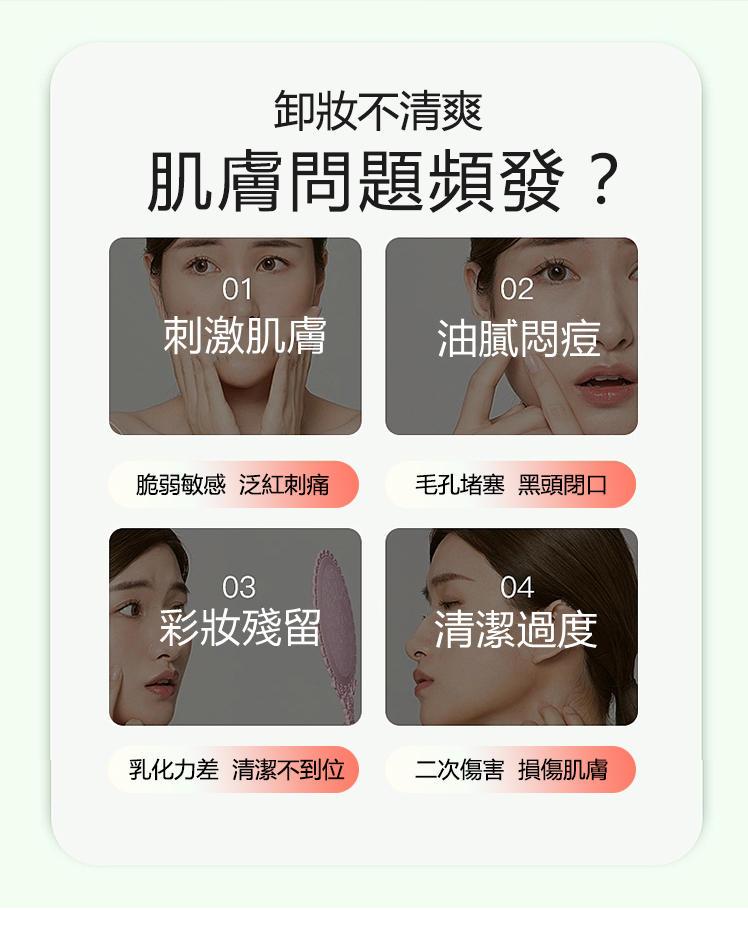 卸妝不清爽
肌膚問題頻發？
01
刺激肌膚
02
油膩悶痘
脆弱敏感 泛紅刺痛
毛孔堵塞 黑頭閉口
03
彩妝殘留
04
清潔過度
乳化力差 清潔不到位
二次傷害 損傷肌膚